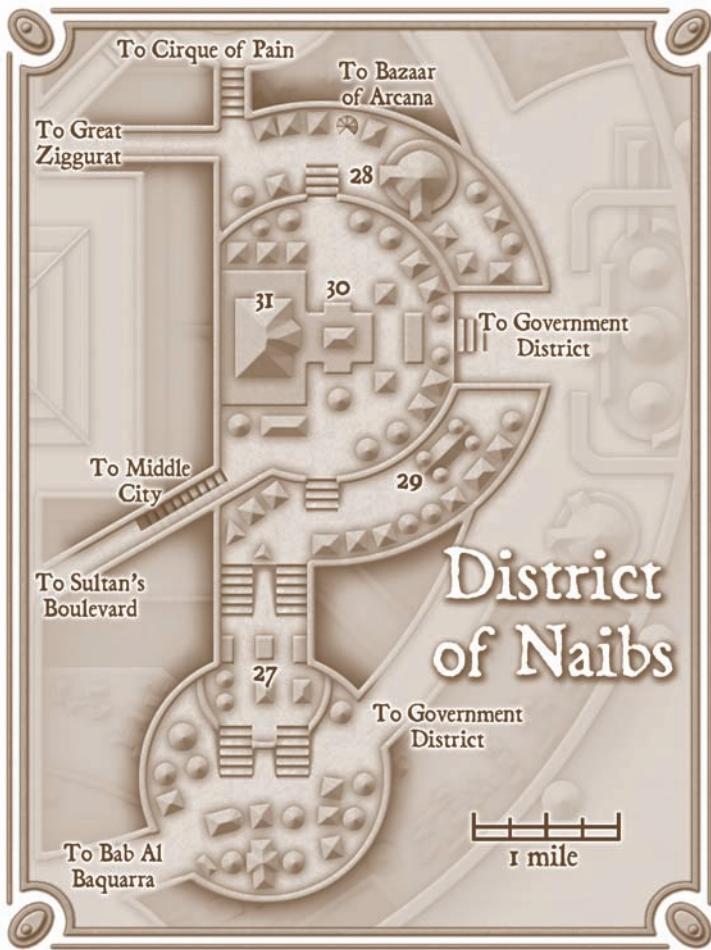 To Cirque of Pain
To Bazaar
of Arcana
To Great
Ziggurat
28
31
30
To Government
District
To Middle
City
29
To Sultan's
Boulevard
District
of Naibs
27
To Government
District
To Bab Al
Baquarra
1 mile